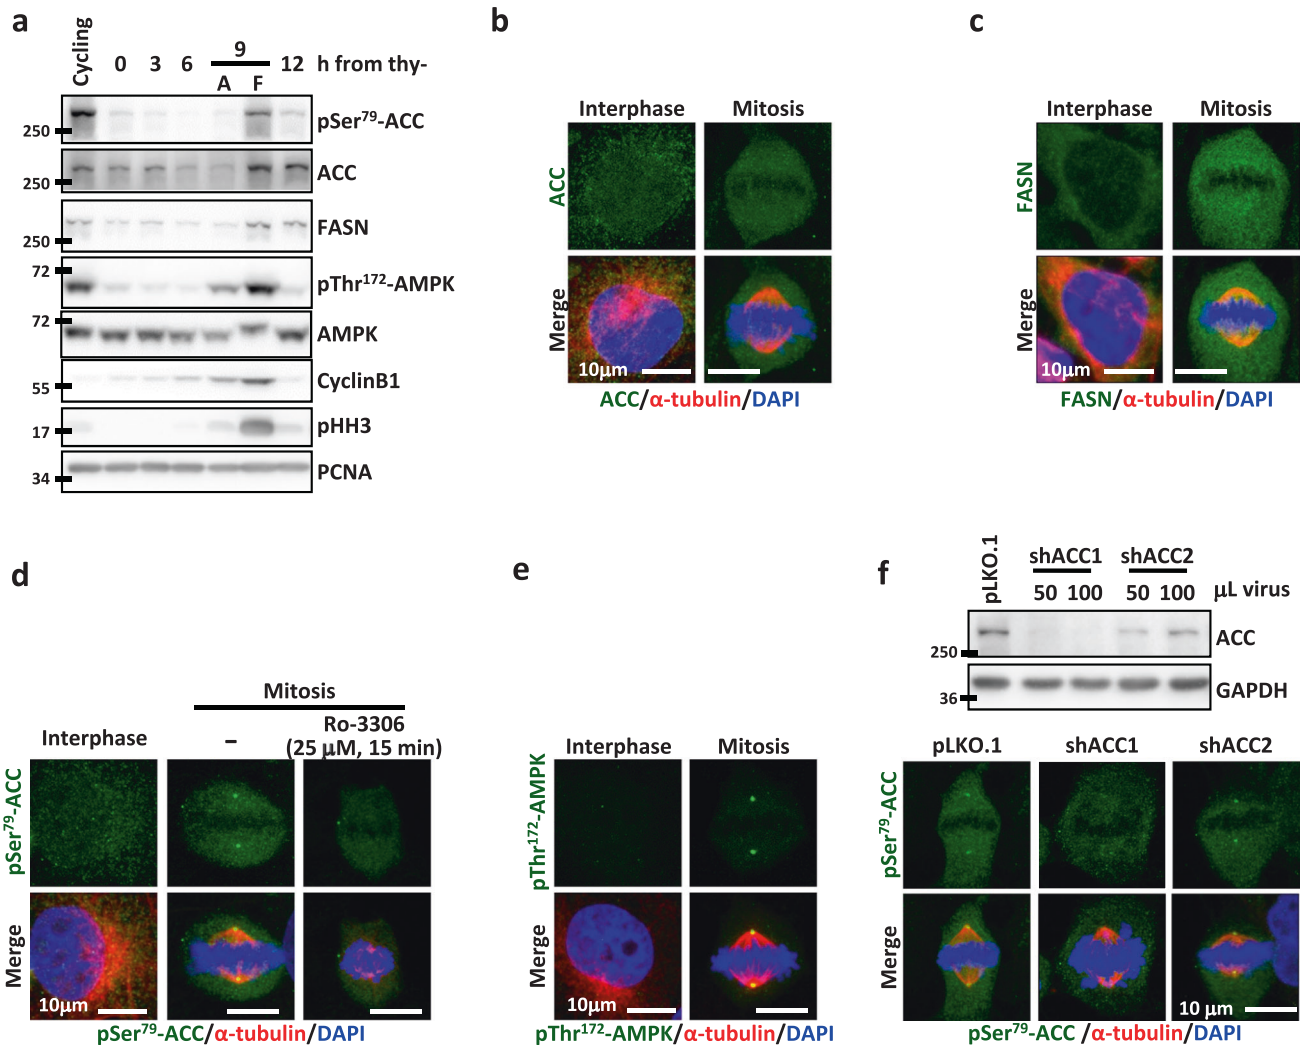 a
Cycling
0 3 6 9 12 h from thy-
A F
250 pSer⁷⁹-ACC
250 ACC
250 FASN
72 pThr¹⁷²-AMPK
72 AMPK
55 CyclinB1
17 pHH3
34 PCNA
b
Interphase Mitosis
ACC
Merge
10μm
ACC/α-tubulin/DAPI
c
Interphase Mitosis
FASN
Merge
10μm
FASN/α-tubulin/DAPI
d
Mitosis
Interphase – Ro-3306
(25 μM, 15 min)
pSer⁷⁹-ACC
Merge
10μm
pSer⁷⁹-ACC/α-tubulin/DAPI
e
Interphase Mitosis
pThr¹⁷²-AMPK
Merge
10μm
pThr¹⁷²-AMPK/α-tubulin/DAPI
f
pLKO.1 shACC1 shACC2
50 100 50 100 μL virus
250 ACC
36 GAPDH
pLKO.1 shACC1 shACC2
pSer⁷⁹-ACC
Merge
10 μm
pSer⁷⁹-ACC /α-tubulin/DAPI